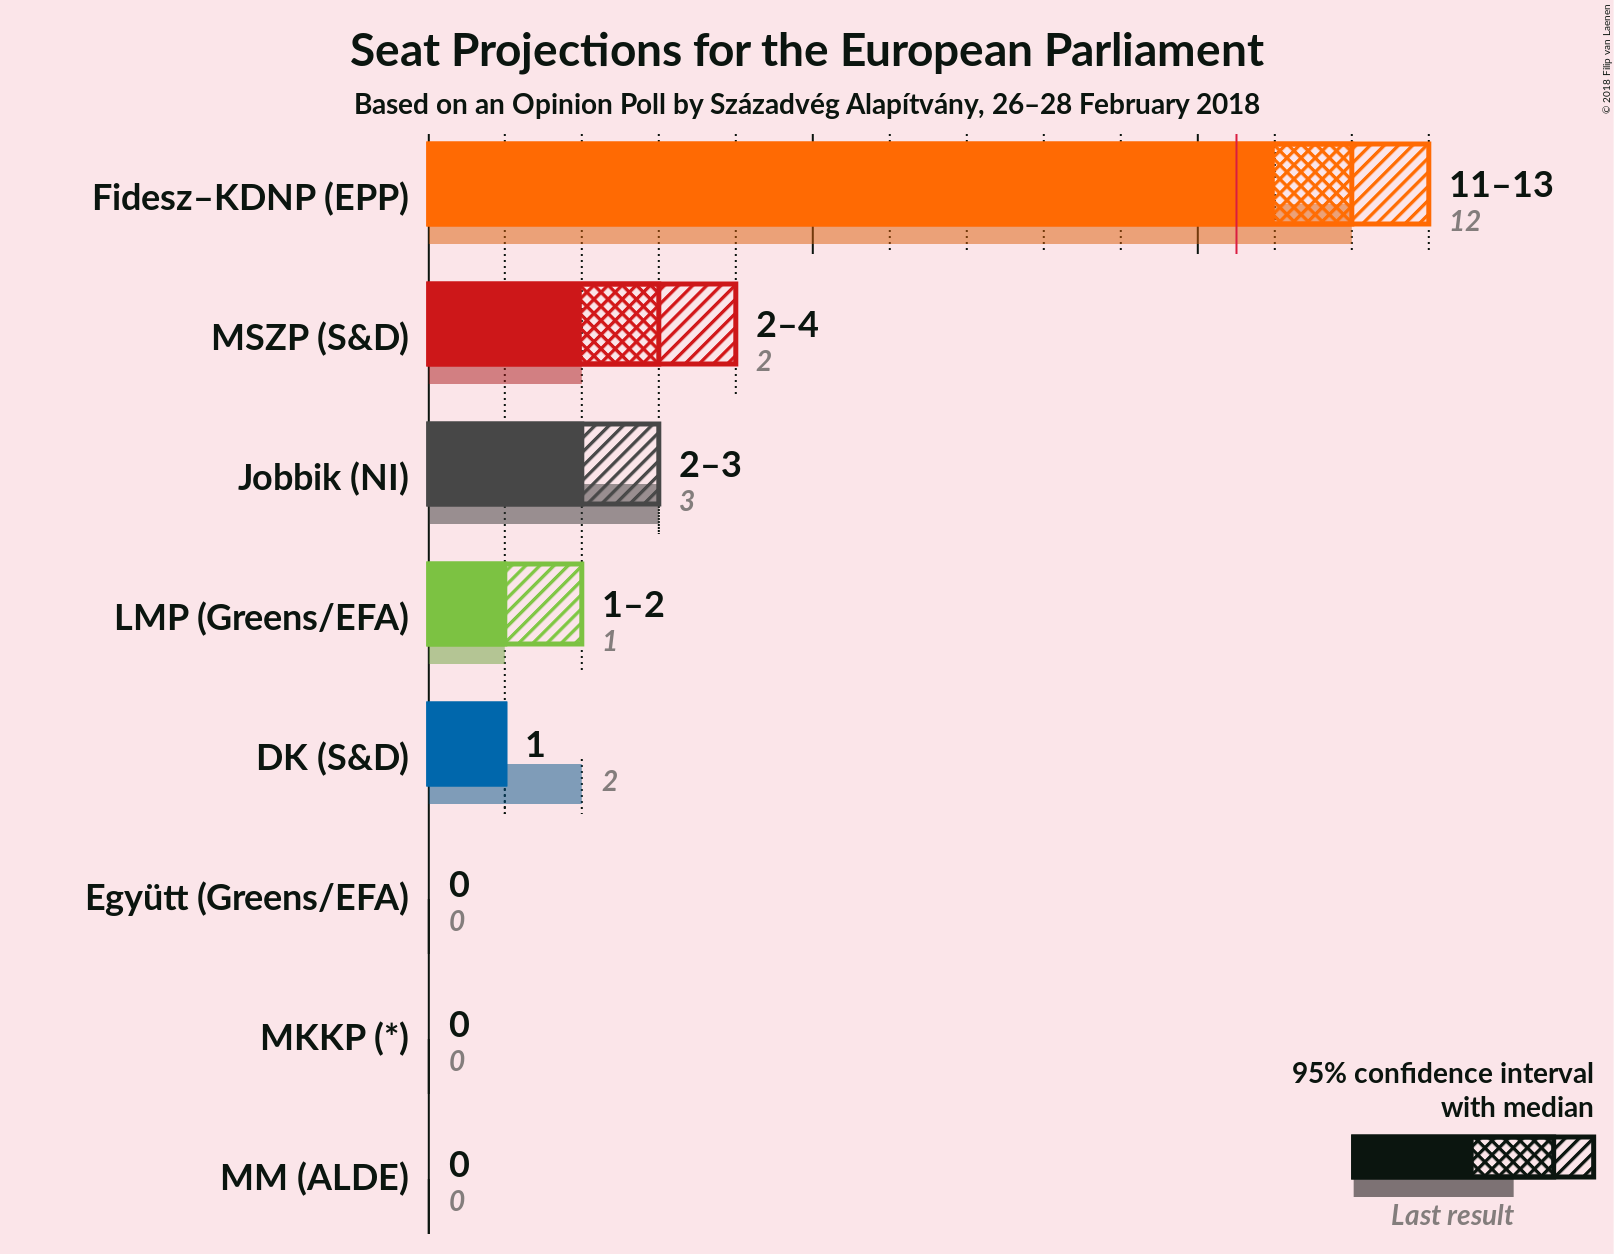 Seat Projections for the European Parliament
Based on an Opinion Poll by Századvég Alapítvány, 26–28 February 2018
© 2018 Filip van Laenen
Fidesz–KDNP (EPP)
11–13
12
MSZP (S&D)
2–4
2
Jobbik (NI)
2–3
3
LMP (Greens/EFA)
1–2
1
DK (S&D)
1
2
Együtt (Greens/EFA)
0
0
MKKP (*)
0
0
MM (ALDE)
0
0
95% confidence interval
with median
Last result